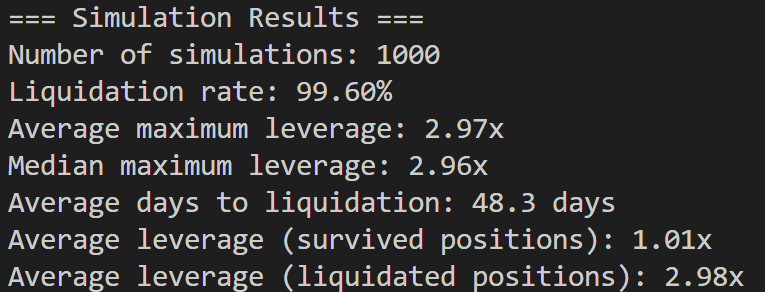 === Simulation Results ===
Number of simulations: 1000
Liquidation rate: 99.60%
Average maximum leverage: 2.97x
Median maximum leverage: 2.96x
Average days to liquidation: 48.3 days
Average leverage (survived positions): 1.01x
Average leverage (liquidated positions): 2.98x